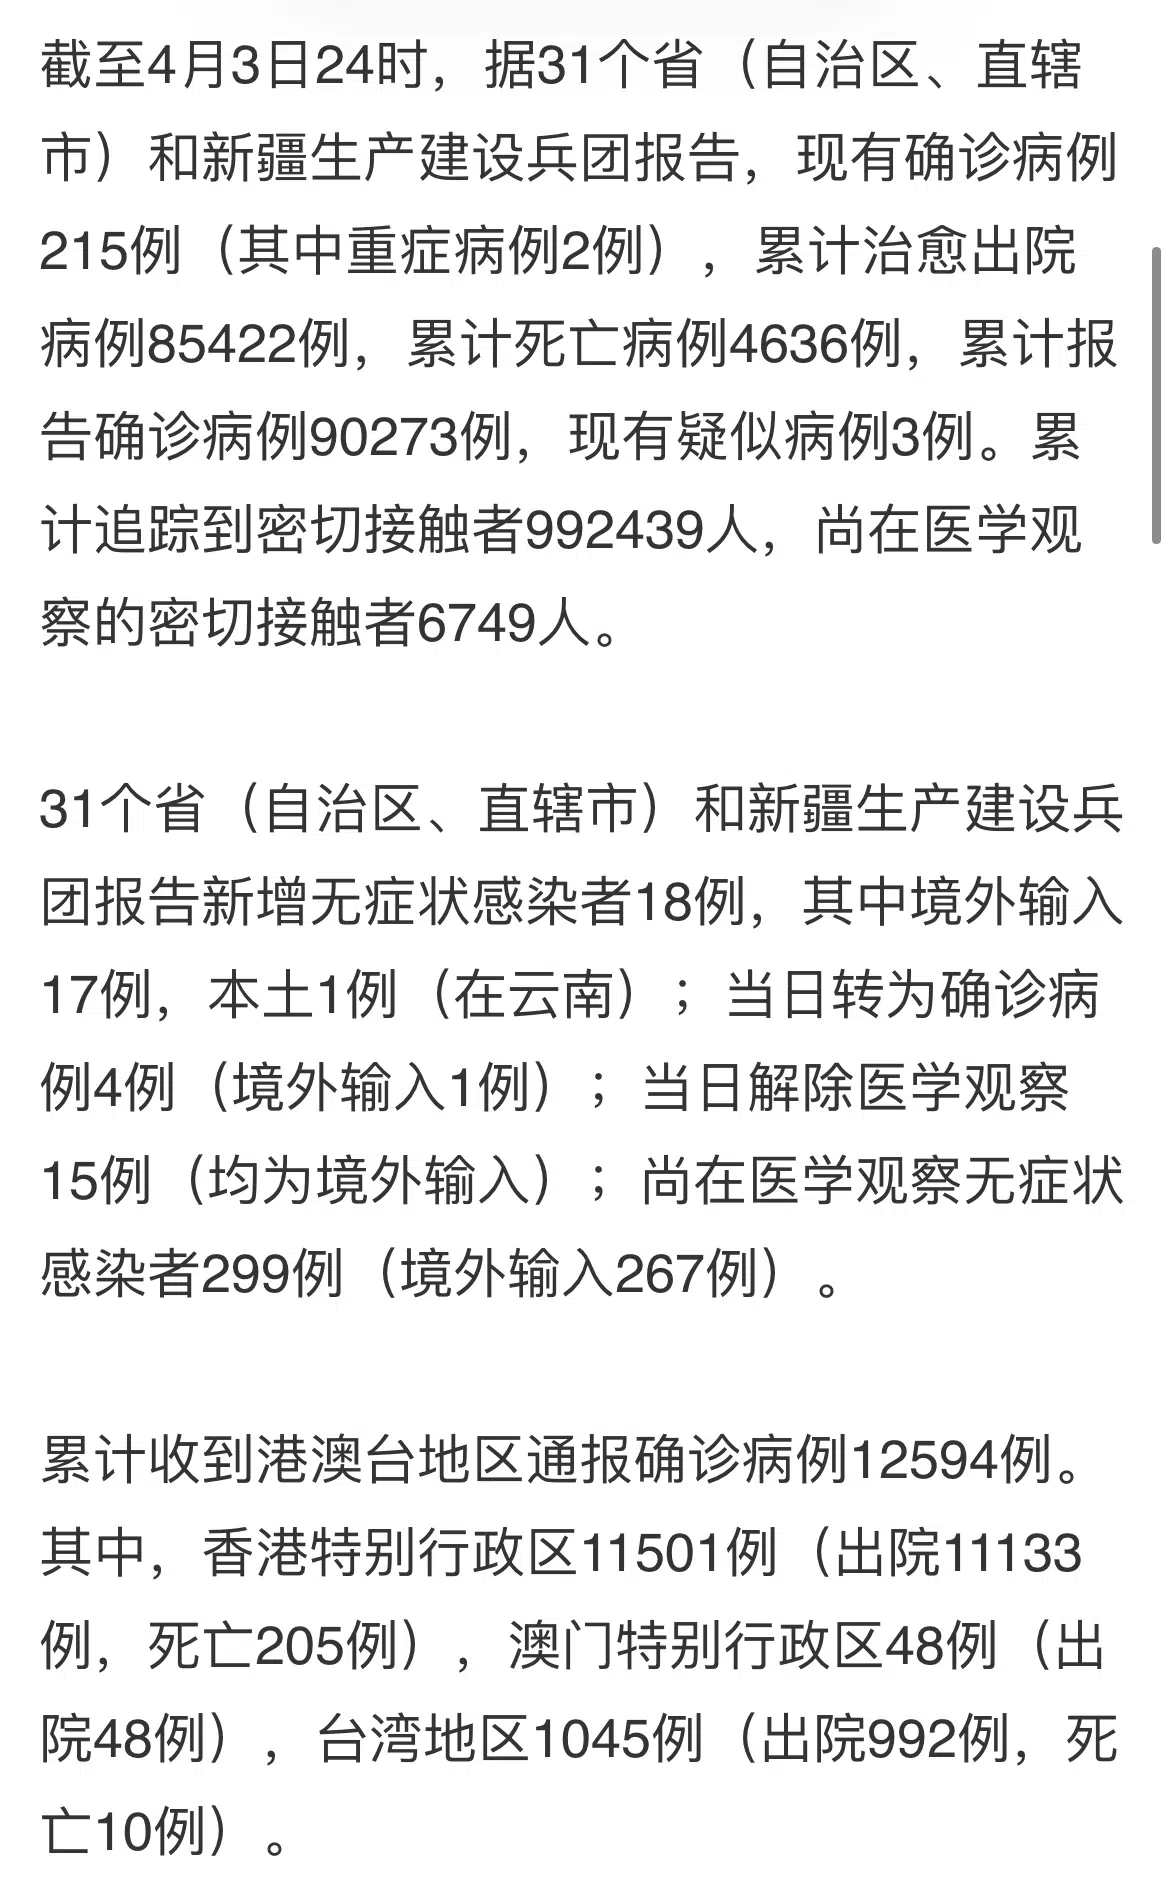 截至4月3日24时，据31个省（自治区、直辖
市）和新疆生产建设兵团报告，现有确诊病例
215例（其中重症病例2例），累计治愈出院
病例85422例，累计死亡病例4636例，累计报
告确诊病例90273例，现有疑似病例3例。累
计追踪到密切接触者992439人，尚在医学观
察的密切接触者6749人。
31个省（自治区、直辖市）和新疆生产建设兵
团报告新增无症状感染者18例，其中境外输入
17例，本土1例（在云南）；当日转为确诊病
例4例（境外输入1例）；当日解除医学观察
15例（均为境外输入）；尚在医学观察无症状
感染者299例（境外输入267例）。
累计收到港澳台地区通报确诊病例12594例。
其中，香港特别行政区11501例（出院11133
例，死亡205例），澳门特别行政区48例（出
院48例），台湾地区1045例（出院992例，死
亡10例）。